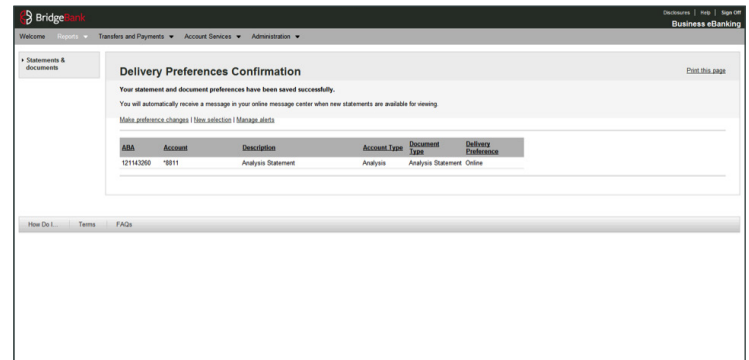 BridgeBank
Disclosures | Help | Sign Off
Business eBanking
Welcome Reports Transfers and Payments Account Services Administration
Statements & documents
Delivery Preferences Confirmation
Print this page
Your statement and document preferences have been saved successfully.
You will automatically receive a message in your online message center when new statements are available for viewing.
Make preference changes | New selection | Manage alerts
ABA Account Description Account Type Document Type Delivery Preference
121143260 *8811 Analysis Statement Analysis Analysis Statement Online
How Do I... Terms FAQs